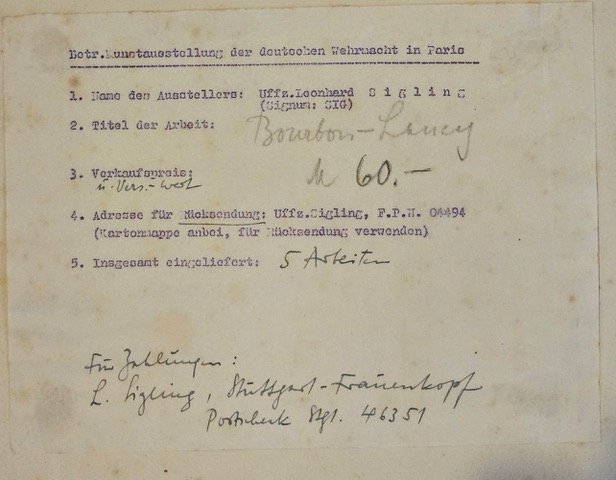 Betr.Kunstausstellung der deutschen Wehrmacht in Paris
1. Name des Ausstellers: Uffz.Leonhard S i g l i n g
(Signum: SIG)
2. Titel der Arbeit: Bourbon-Lancy
3. Verkaufspreis: M 60.-
u. Vers.-wert
4. Adresse für Rücksendung: Uffz.Sigling, F.P.N. 04494
(Kartonmappe anbei, für Rücksendung verwenden)
5. Insgesamt eingeliefert: 5 Arbeiten
Für Zahlungen:
L. Sigling, Stuttgart-Frauenkopf
Postscheck Stgt. 46351